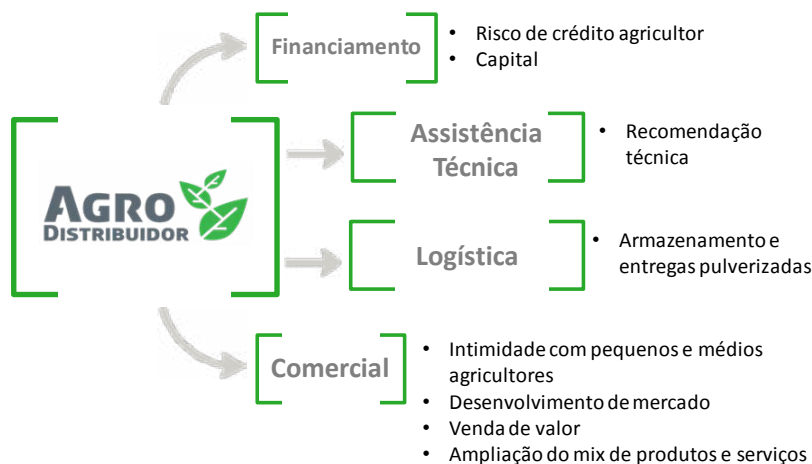 Financiamento
• Risco de crédito agricultor
• Capital
AGRO
DISTRIBUIDOR
Assistência
Técnica
• Recomendação
técnica
Logística
• Armazenamento e
entregas pulverizadas
Comercial
• Intimidade com pequenos e médios
agricultores
• Desenvolvimento de mercado
• Venda de valor
• Ampliação do mix de produtos e serviços